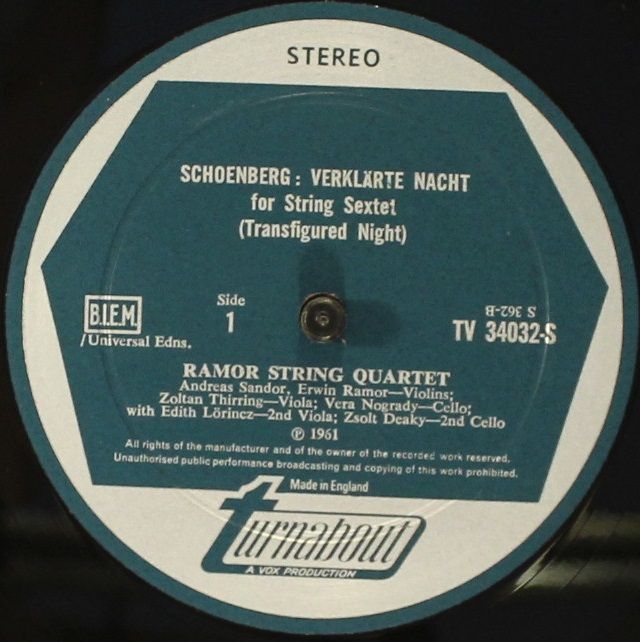 STEREO
SCHOENBERG: VERKLÄRTE NACHT
for String Sextet
(Transfigured Night)
B.I.E.M.
/Universal Edns.
Side
1
S 362-B
TV 34032-S
RAMOR STRING QUARTET
Andreas Sandor, Erwin Ramor—Violins;
Zoltan Thirring—Viola; Vera Nogrady—Cello;
with Edith Lörincz—2nd Viola; Zsolt Deaky—2nd Cello
℗ 1961
All rights of the manufacturer and of the owner of the recorded work reserved.
Unauthorised public performance broadcasting and copying of this work prohibited.
Made in England
turnabout
A VOX PRODUCTION